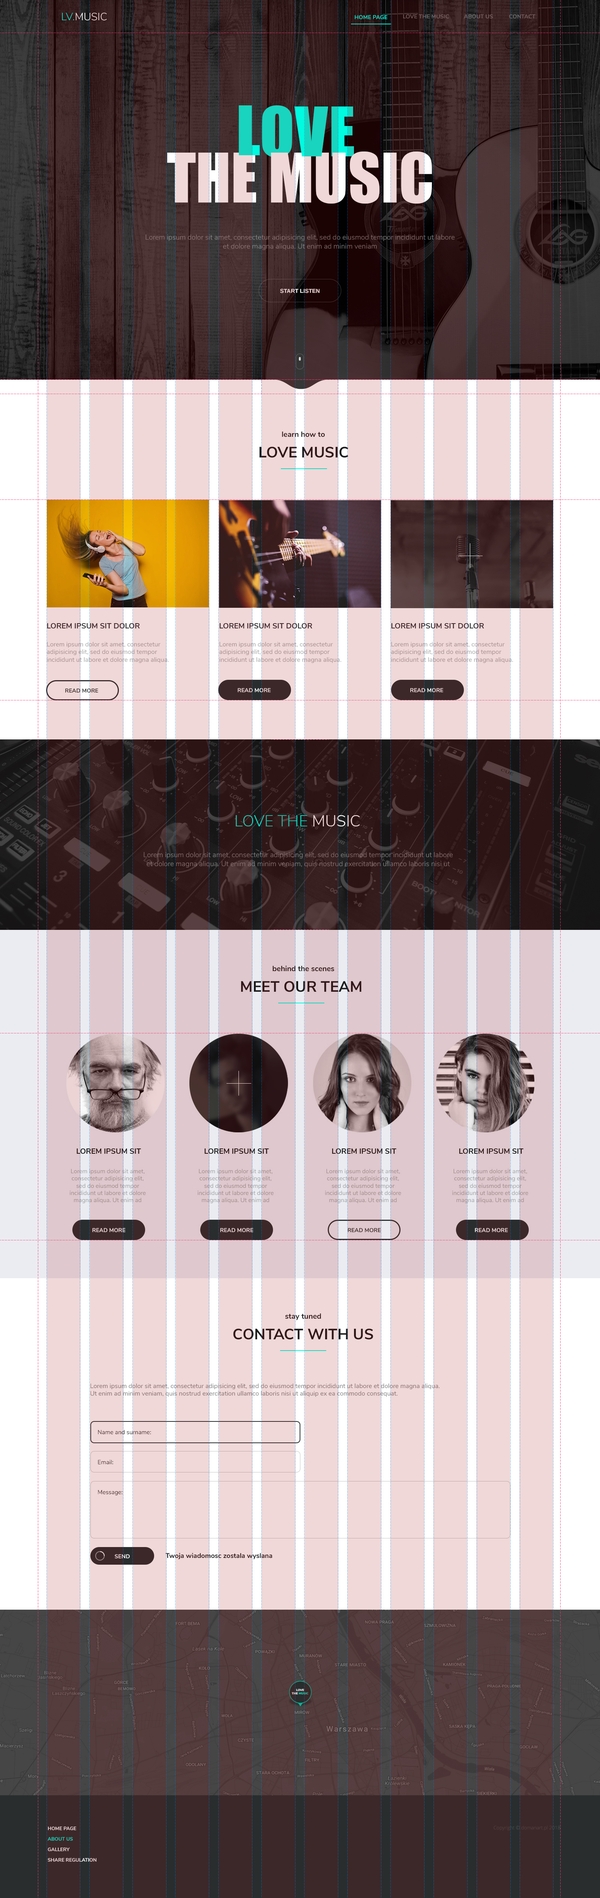 LV.MUSIC
HOME PAGE
LOVE THE MUSIC
ABOUT US
CONTACT
LOVE
THE MUSIC
Lorem ipsum dolor sit amet, consectetur adipisicing elit, sed do eiusmod tempor incididunt ut labore
et dolore magna aliqua. Ut enim ad minim veniam
START LISTEN
learn how to
LOVE MUSIC
LOREM IPSUM SIT DOLOR
Lorem ipsum dolor sit amet, consectetur
adipisicing elit, sed do eiusmod tempor
incididunt ut labore et dolore magna aliqua.
READ MORE
LOREM IPSUM SIT DOLOR
Lorem ipsum dolor sit amet, consectetur
adipisicing elit, sed do eiusmod tempor
incididunt ut labore et dolore magna aliqua.
READ MORE
LOREM IPSUM SIT DOLOR
Lorem ipsum dolor sit amet, consectetur
adipisicing elit, sed do eiusmod tempor
incididunt ut labore et dolore magna aliqua.
READ MORE
LOVE THE MUSIC
Lorem ipsum dolor sit amet, consectetur adipisicing elit, sed do eiusmod tempor incididunt ut labore
et dolore magna aliqua. Ut enim ad minim veniam, quis nostrud exercitation ullamco laboris nisi ut
behind the scenes
MEET OUR TEAM
LOREM IPSUM SIT
Lorem ipsum dolor sit amet,
consectetur adipisicing elit,
sed do eiusmod tempor
incididunt ut labore et dolore
magna aliqua. Ut enim ad
READ MORE
LOREM IPSUM SIT
Lorem ipsum dolor sit amet,
consectetur adipisicing elit,
sed do eiusmod tempor
incididunt ut labore et dolore
magna aliqua. Ut enim ad
READ MORE
LOREM IPSUM SIT
Lorem ipsum dolor sit amet,
consectetur adipisicing elit,
sed do eiusmod tempor
incididunt ut labore et dolore
magna aliqua. Ut enim ad
READ MORE
LOREM IPSUM SIT
Lorem ipsum dolor sit amet,
consectetur adipisicing elit,
sed do eiusmod tempor
incididunt ut labore et dolore
magna aliqua. Ut enim ad
READ MORE
stay tuned
CONTACT WITH US
Lorem ipsum dolor sit amet, consectetur adipisicing elit, sed do eiusmod tempor incididunt ut labore et dolore magna aliqua.
Ut enim ad minim veniam, quis nostrud exercitation ullamco laboris nisi ut aliquip ex ea commodo consequat.
Name and surname:
Email:
Message:
SEND
Twoja wiadomosc zostala wyslana
STARE MIASTO
LOVE
THE MUSIC
Warszawa
HOME PAGE
ABOUT US
GALLERY
SHARE REGULATION